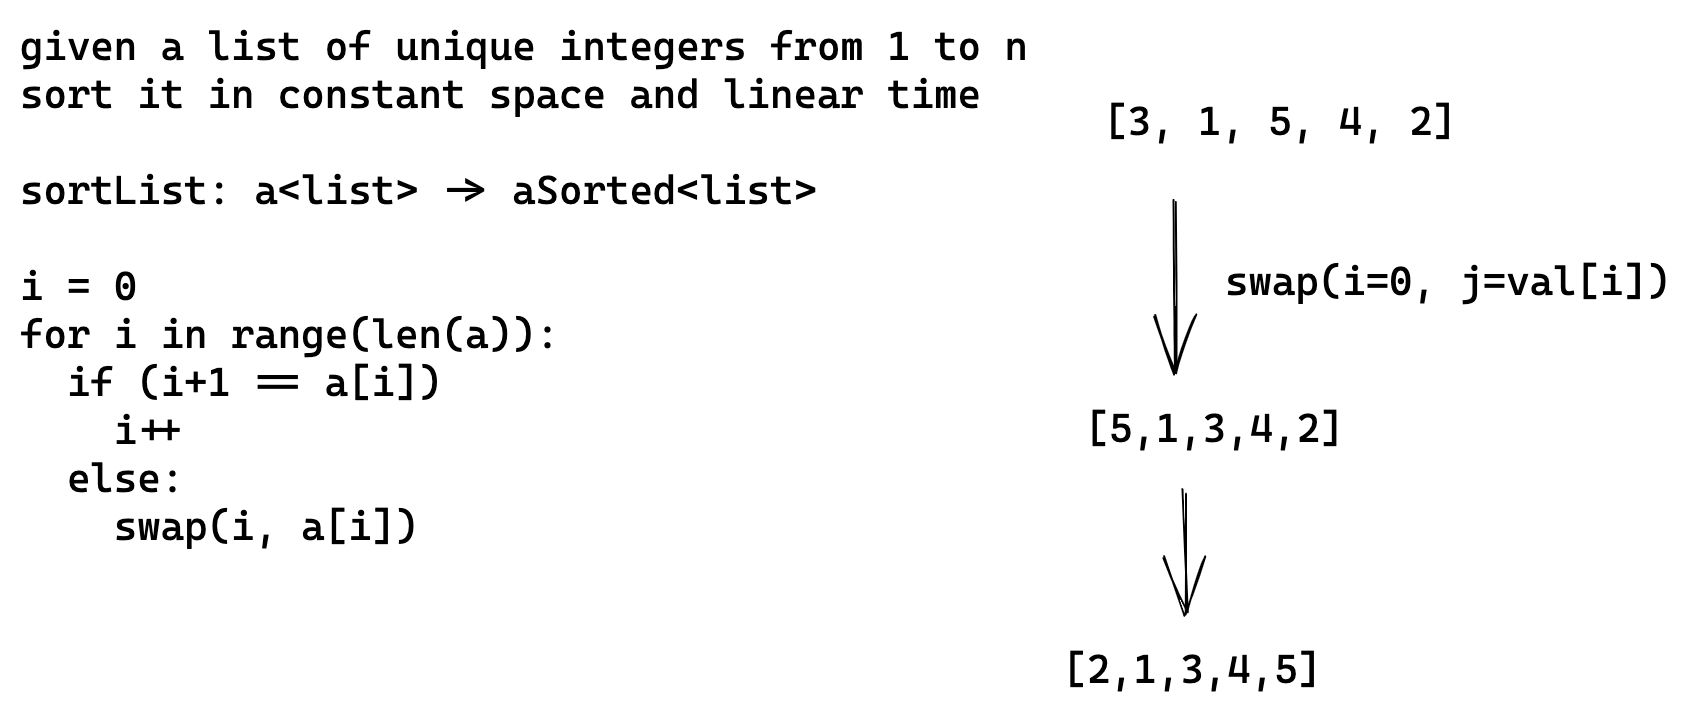 given a list of unique integers from 1 to n
sort it in constant space and linear time
sortList: a<list> -> aSorted<list>
i = 0
for i in range(len(a)):
  if (i+1 == a[i])
    i++
  else:
    swap(i, a[i])
[3, 1, 5, 4, 2]
swap(i=0, j=val[i])
[5,1,3,4,2]
[2,1,3,4,5]